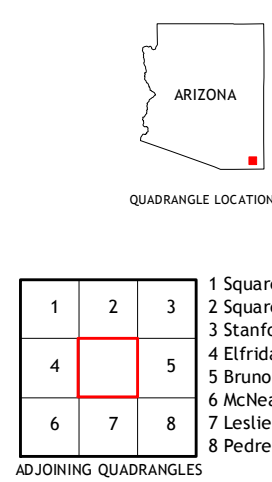 ARIZONA
QUADRANGLE LOCATION
1 2 3
4 5
6 7 8
1 Square
2 Square
3 Stanfo
4 Elfrida
5 Bruno
6 McNea
7 Leslie
8 Pedre
ADJOINING QUADRANGLES